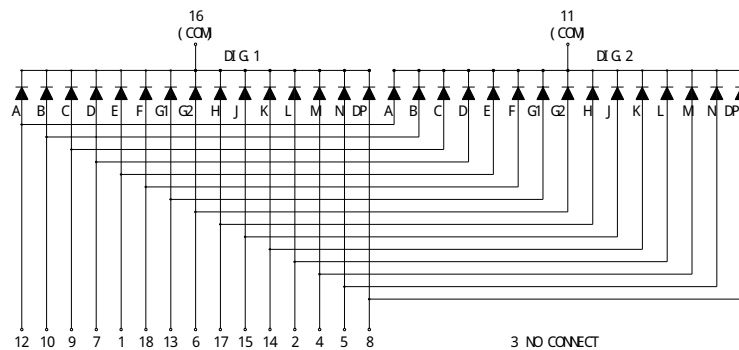 16 11
(COM) (COM)
DIG.1 DIG.2
A B C D E F G1 G2 H J K L M N DP A B C D E F G1 G2 H J K L M N DP
12 10 9 7 1 18 13 6 17 15 14 2 4 5 8 3 NO CONNECT